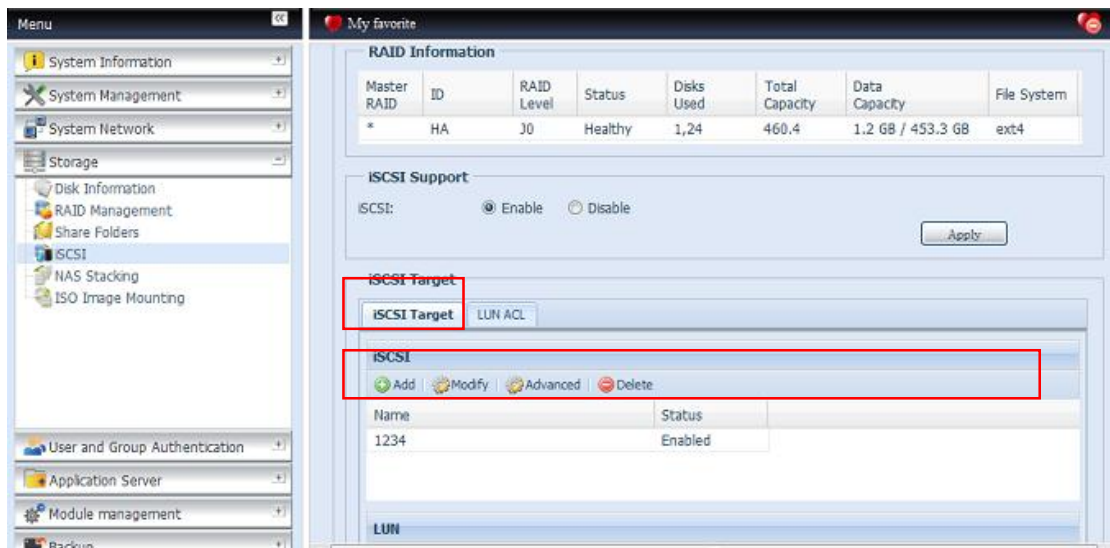 Menu
System Information
System Management
System Network
Storage
Disk Information
RAID Management
Share Folders
iSCSI
NAS Stacking
ISO Image Mounting
User and Group Authentication
Application Server
Module management
Backup
My favorite
RAID Information
Master RAID ID RAID Level Status Disks Used Total Capacity Data Capacity File System
* HA J0 Healthy 1,24 460.4 1.2 GB / 453.3 GB ext4
iSCSI Support
iSCSI: Enable Disable
Apply
iSCSI Target
iSCSI Target LUN ACL
iSCSI
Add Modify Advanced Delete
Name Status
1234 Enabled
LUN